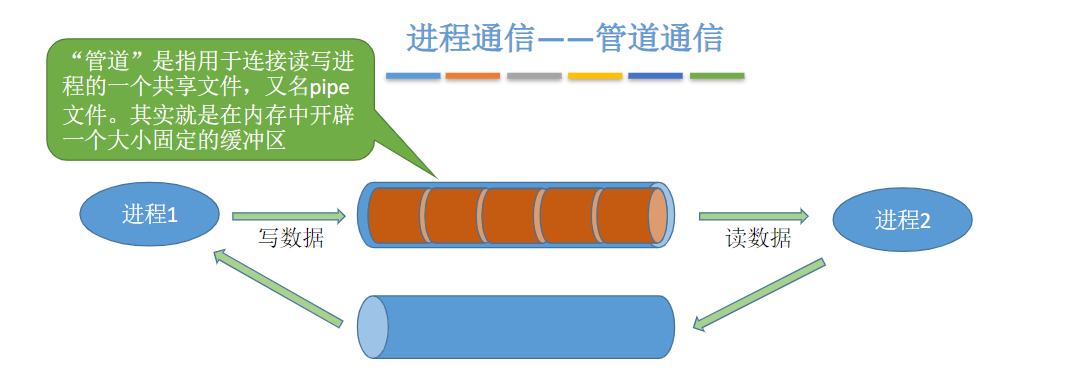 进程通信——管道通信
“管道”是指用于连接读写进
程的一个共享文件，又名pipe
文件。其实就是在内存中开辟
一个大小固定的缓冲区
进程1
写数据
读数据
进程2